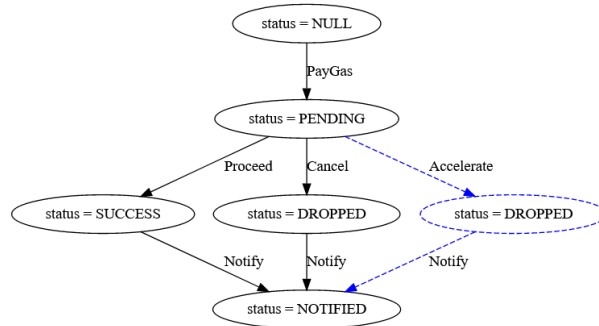 status = NULL
PayGas
status = PENDING
Proceed
Cancel
Accelerate
status = SUCCESS
status = DROPPED
status = DROPPED
Notify
Notify
Notify
status = NOTIFIED